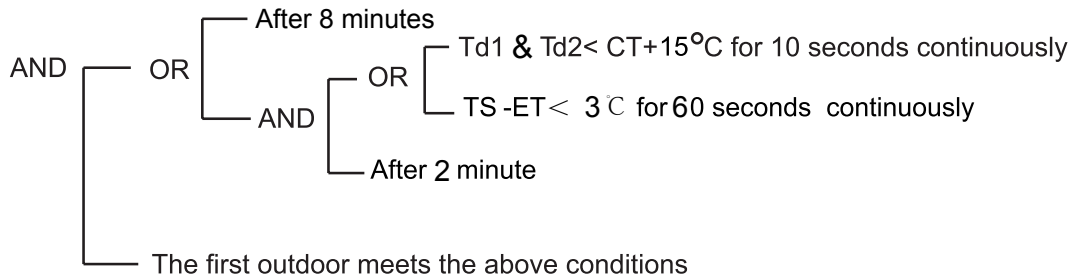 After 8 minutes
Td1 & Td2< CT+15°C for 10 seconds continuously
AND OR
OR
TS -ET< 3℃ for 60 seconds continuously
AND
After 2 minute
The first outdoor meets the above conditions